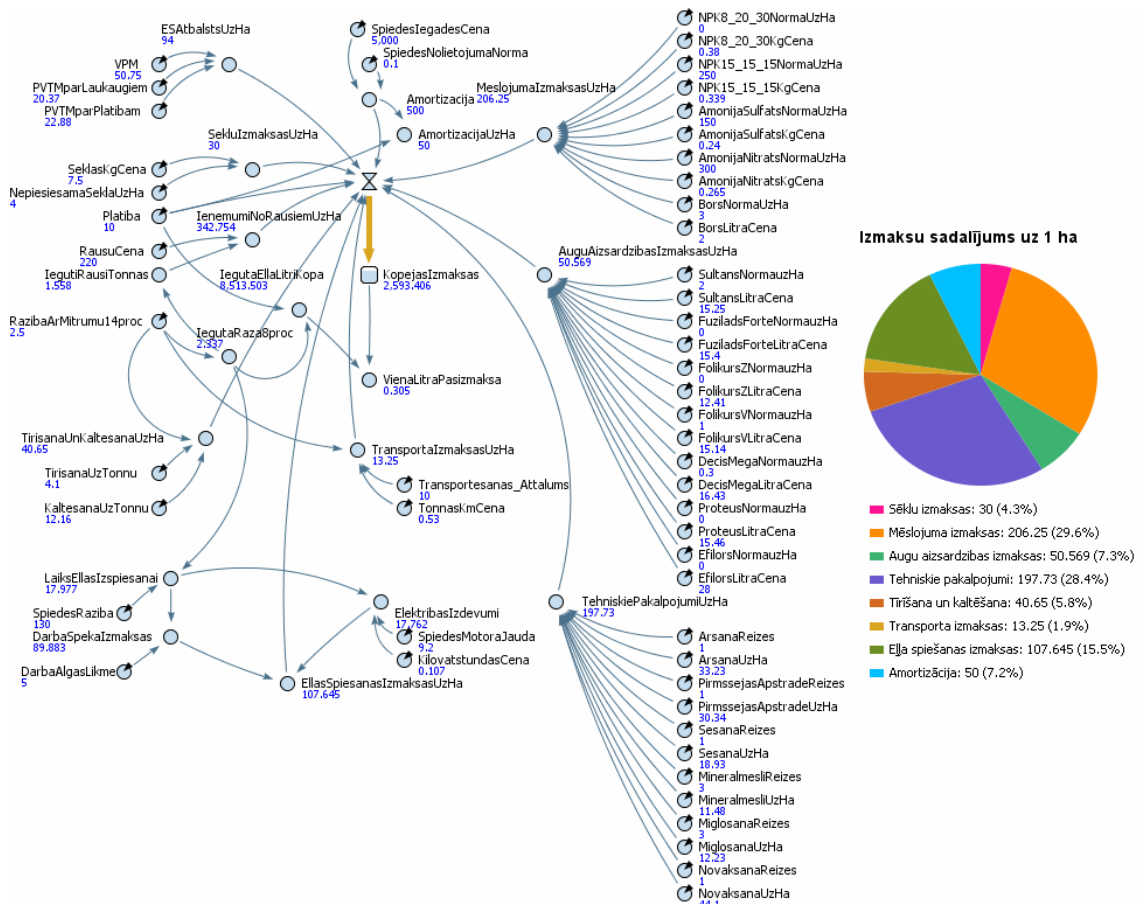 ESAtbalstsUzHa
94
VPM
50.75
PVTMparLaukaugiem
20.37
PVTMparPlatibam
22.88
SpiedesIegadesCena
5,000
SpiedesNolietojumaNorma
0.1
Amortizacija
500
AmortizacijaUzHa
50
MeslojumaIzmaksasUzHa
206.25
SekluIzmaksasUzHa
30
SeklasKgCena
7.5
NepiesiesamaSeklaUzHa
4
Platiba
10
IenemumiNoRausiemUzHa
342.754
RausuCena
220
IegutiRausiTonnas
1.558
IegutaEllaLitriKopa
8,513.503
KopejasIzmaksas
2,593.406
RazibaArMitrumu14proc
2.5
IegutaRaza8proc
2.337
VienaLitraPasizmaksa
0.305
TirisanaUnKaltesanaUzHa
40.65
TirisanaUzTonnu
4.1
KaltesanaUzTonnu
12.16
TransportaIzmaksasUzHa
13.25
Transportesanas_Attalums
10
TonnasKmCena
0.53
LaiksEllasIzspiesanai
17.977
SpiedesRaziba
130
DarbaSpekaIzmaksas
89.883
DarbaAlgasLikme
5
ElektribasIzdevumi
17.762
SpiedesMotoraJauda
9.2
KilovatstundasCena
0.107
EllasSpiesanasIzmaksasUzHa
107.645
NPK8_20_30NormaUzHa
0
NPK8_20_30KgCena
0.38
NPK15_15_15NormaUzHa
250
NPK15_15_15KgCena
0.339
AmonijaSulfatsNormaUzHa
150
AmonijaSulfatsKgCena
0.24
AmonijaNitratsNormaUzHa
300
AmonijaNitratsKgCena
0.265
BorsNormaUzHa
3
BorsLitraCena
2
AuguAizsardzibasIzmaksasUzHa
50.569
SultansNormauzHa
2
SultansLitraCena
15.25
FuziladsForteNormauzHa
0
FuziladsForteLitraCena
15.4
FolikursZNormauzHa
0
FolikursZLitraCena
12.41
FolikursVNormauzHa
1
FolikursVLitraCena
15.14
DecisMegaNormauzHa
0.3
DecisMegaLitraCena
16.43
ProteusNormauzHa
0
ProteusLitraCena
15.46
EfilorsNormauzHa
0
EfilorsLitraCena
28
TehniskiePakalpojumiUzHa
197.73
ArsanaReizes
1
ArsanaUzHa
33.23
PirmssejasApstradeReizes
1
PirmssejasApstradeUzHa
30.34
SesanaReizes
1
SesanaUzHa
18.93
MineralmesliReizes
3
MineralmesliUzHa
11.48
MiglosanaReizes
3
MiglosanaUzHa
12.23
NovaksanaReizes
1
NovaksanaUzHa
44.1
Izmaksu sadalījums uz 1 ha
Sēklu izmaksas: 30 (4.3%)
Mēslojuma izmaksas: 206.25 (29.6%)
Augu aizsardzibas izmaksas: 50.569 (7.3%)
Tehniskie pakalpojumi: 197.73 (28.4%)
Tīrīšana un kaltēšana: 40.65 (5.8%)
Transporta izmaksas: 13.25 (1.9%)
Eļļa spiešanas izmaksas: 107.645 (15.5%)
Amortizācija: 50 (7.2%)